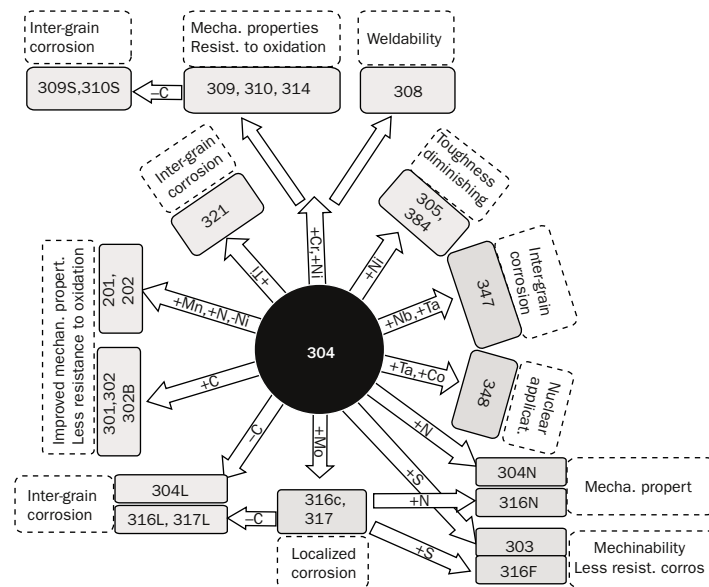 Inter-grain
corrosion
Mecha. properties
Resist. to oxidation
Weldability
309S,310S
–C
309, 310, 314
308
Inter-grain
corrosion
321
Toughness
diminishing
305,
384
+Cr,+Ni
+Ti
+Ni
Improved mechan. propert.
Less resistance to oxidation
201,
202
+Mn,+N,-Ni
+Nb,+Ta
347
Inter-grain
corrosion
304
301,302
302B
+C
+Ta,+Co
348
Nuclear
applicat.
–C
+Mo
+N
+S
Inter-grain
corrosion
304L
316L, 317L
–C
316c,
317
+N
+S
304N
316N
Mecha. propert
Localized
corrosion
303
316F
Mechinability
Less resist. corros